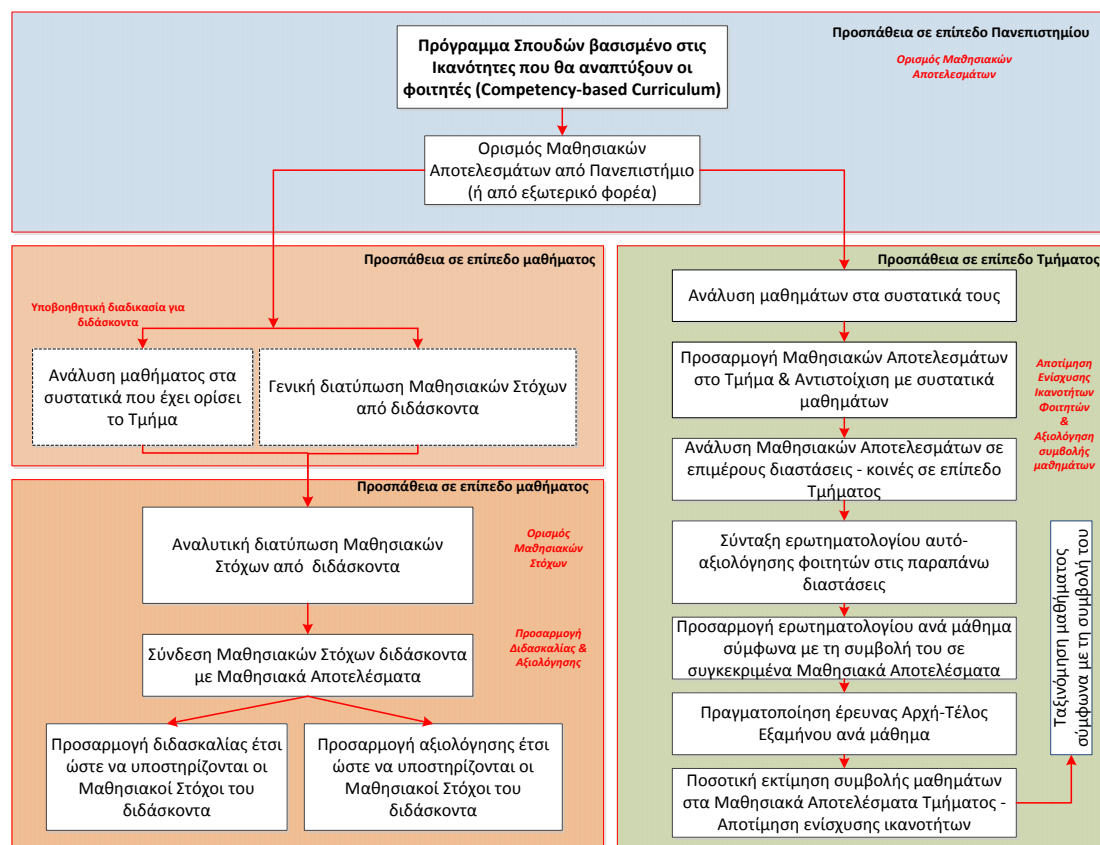 Προσπάθεια σε επίπεδο Πανεπιστημίου
Ορισμός Μαθησιακών
Αποτελεσμάτων
Πρόγραμμα Σπουδών βασισμένο στις
Ικανότητες που θα αναπτύξουν οι
φοιτητές (Competency-based Curriculum)
Ορισμός Μαθησιακών
Αποτελεσμάτων από Πανεπιστήμιο
(ή από εξωτερικό φορέα)
Προσπάθεια σε επίπεδο μαθήματος
Υποβοηθητική διαδικασία για
διδάσκοντα
Ανάλυση μαθήματος στα
συστατικά που έχει ορίσει
το Τμήμα
Γενική διατύπωση Μαθησιακών Στόχων
από διδάσκοντα
Προσπάθεια σε επίπεδο μαθήματος
Αναλυτική διατύπωση Μαθησιακών
Στόχων από διδάσκοντα
Ορισμός
Μαθησιακών
Στόχων
Σύνδεση Μαθησιακών Στόχων διδάσκοντα
με Μαθησιακά Αποτελέσματα
Προσαρμογή
Διδασκαλίας &
Αξιολόγησης
Προσαρμογή διδασκαλίας έτσι
ώστε να υποστηρίζονται οι
Μαθησιακοί Στόχοι του
διδάσκοντα
Προσαρμογή αξιολόγησης έτσι
ώστε να υποστηρίζονται οι
Μαθησιακοί Στόχοι του
διδάσκοντα
Προσπάθεια σε επίπεδο Τμήματος
Ανάλυση μαθημάτων στα συστατικά τους
Προσαρμογή Μαθησιακών Αποτελεσμάτων
στο Τμήμα & Αντιστοίχιση με συστατικά
μαθημάτων
Αποτίμηση
Ενίσχυσης
Ικανοτήτων
Φοιτητών
&
Αξιολόγηση
συμβολής
μαθημάτων
Ανάλυση Μαθησιακών Αποτελεσμάτων σε
επιμέρους διαστάσεις - κοινές σε επίπεδο
Τμήματος
Σύνταξη ερωτηματολογίου αυτό-
αξιολόγησης φοιτητών στις παραπάνω
διαστάσεις
Προσαρμογή ερωτηματολογίου ανά μάθημα
σύμφωνα με τη συμβολή του σε
συγκεκριμένα Μαθησιακά Αποτελέσματα
Πραγματοποίηση έρευνας Αρχή-Τέλος
Εξαμήνου ανά μάθημα
Ποσοτική εκτίμηση συμβολής μαθημάτων
στα Μαθησιακά Αποτελέσματα Τμήματος -
Αποτίμηση ενίσχυσης ικανοτήτων
Ταξινόμηση μαθήματος
σύμφωνα με τη συμβολή του